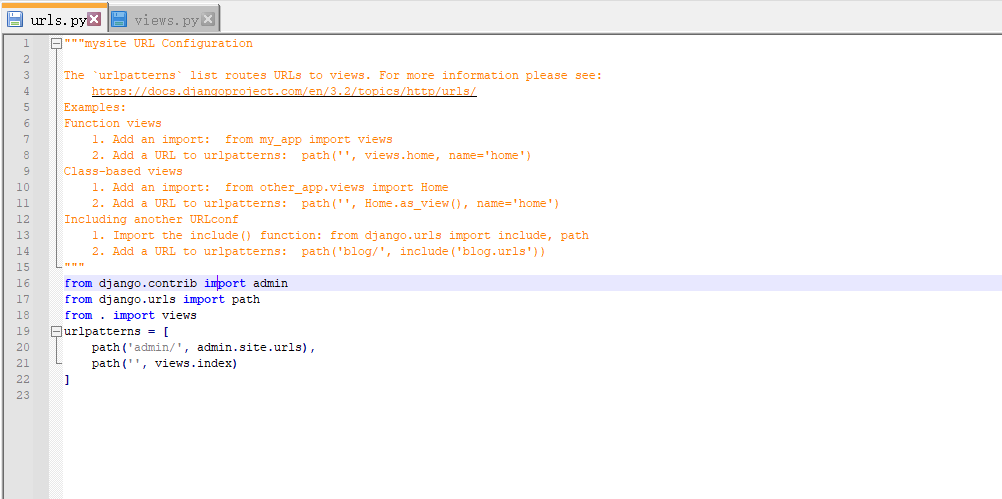 urls.py views.py
1 """mysite URL Configuration
2
3 The `urlpatterns` list routes URLs to views. For more information please see:
4     https://docs.djangoproject.com/en/3.2/topics/http/urls/
5 Examples:
6 Function views
7     1. Add an import:  from my_app import views
8     2. Add a URL to urlpatterns:  path('', views.home, name='home')
9 Class-based views
10     1. Add an import:  from other_app.views import Home
11     2. Add a URL to urlpatterns:  path('', Home.as_view(), name='home')
12 Including another URLconf
13     1. Import the include() function: from django.urls import include, path
14     2. Add a URL to urlpatterns:  path('blog/', include('blog.urls'))
15 """
16 from django.contrib import admin
17 from django.urls import path
18 from . import views
19 urlpatterns = [
20     path('admin/', admin.site.urls),
21     path('', views.index)
22 ]
23